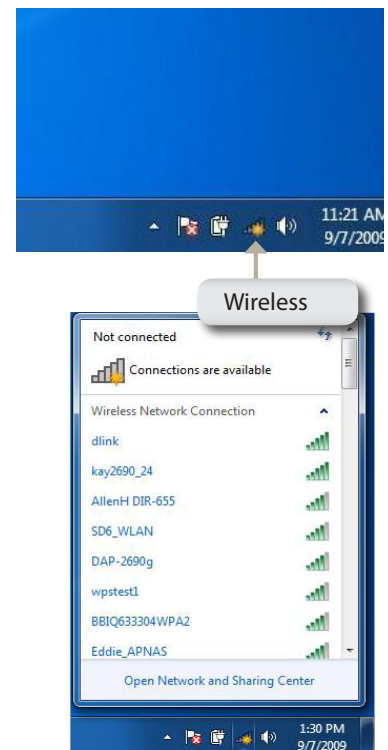 11:21 AM
9/7/2009
Wireless
Not connected
Connections are available
Wireless Network Connection
dlink
kay2690_24
AllenH DIR-655
SD6_WLAN
DAP-2690g
wpstest1
BBIQ633304WPA2
Eddie_APNAS
Open Network and Sharing Center
1:30 PM
9/7/2009